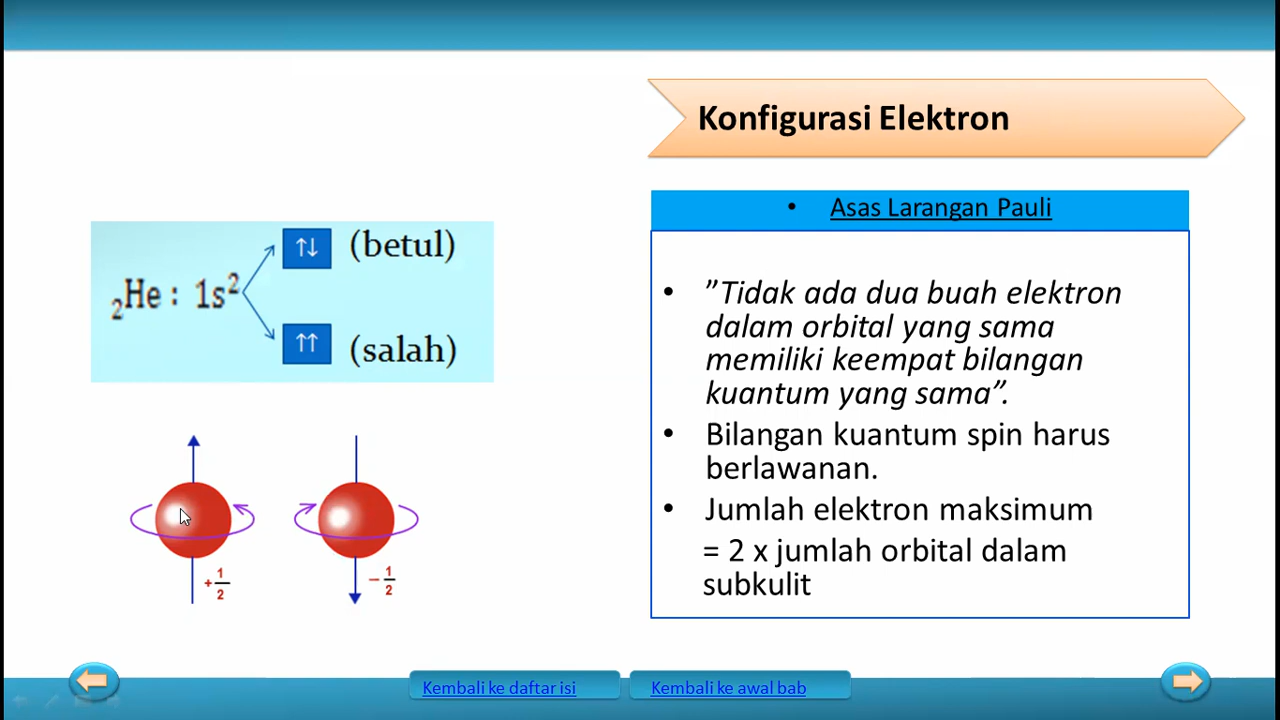 Konfigurasi Elektron
• Asas Larangan Pauli
₂He : 1s²
↑↓ (betul)
↑↑ (salah)
+1/2
−1/2
• ”Tidak ada dua buah elektron
dalam orbital yang sama
memiliki keempat bilangan
kuantum yang sama”.
• Bilangan kuantum spin harus
berlawanan.
• Jumlah elektron maksimum
= 2 x jumlah orbital dalam
subkulit
Kembali ke daftar isi
Kembali ke awal bab